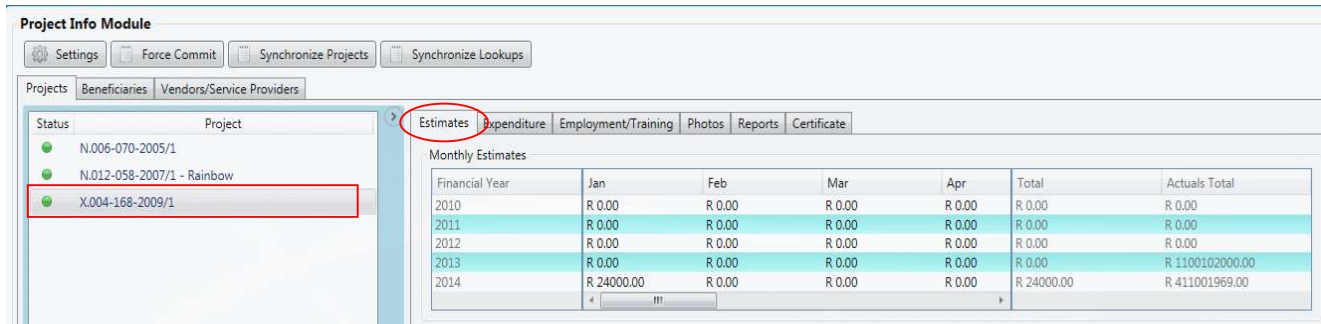 Project Info Module
Settings Force Commit Synchronize Projects Synchronize Lookups
Projects Beneficiaries Vendors/Service Providers
Status Project
N.006-070-2005/1
N.012-058-2007/1 - Rainbow
X.004-168-2009/1
Estimates Expenditure Employment/Training Photos Reports Certificate
Monthly Estimates
Financial Year Jan Feb Mar Apr Total Actuals Total
2010 R 0.00 R 0.00 R 0.00 R 0.00 R 0.00 R 0.00
2011 R 0.00 R 0.00 R 0.00 R 0.00 R 0.00 R 0.00
2012 R 0.00 R 0.00 R 0.00 R 0.00 R 0.00 R 0.00
2013 R 0.00 R 0.00 R 0.00 R 0.00 R 0.00 R 1100102000.00
2014 R 24000.00 R 0.00 R 0.00 R 0.00 R 24000.00 R 411001969.00